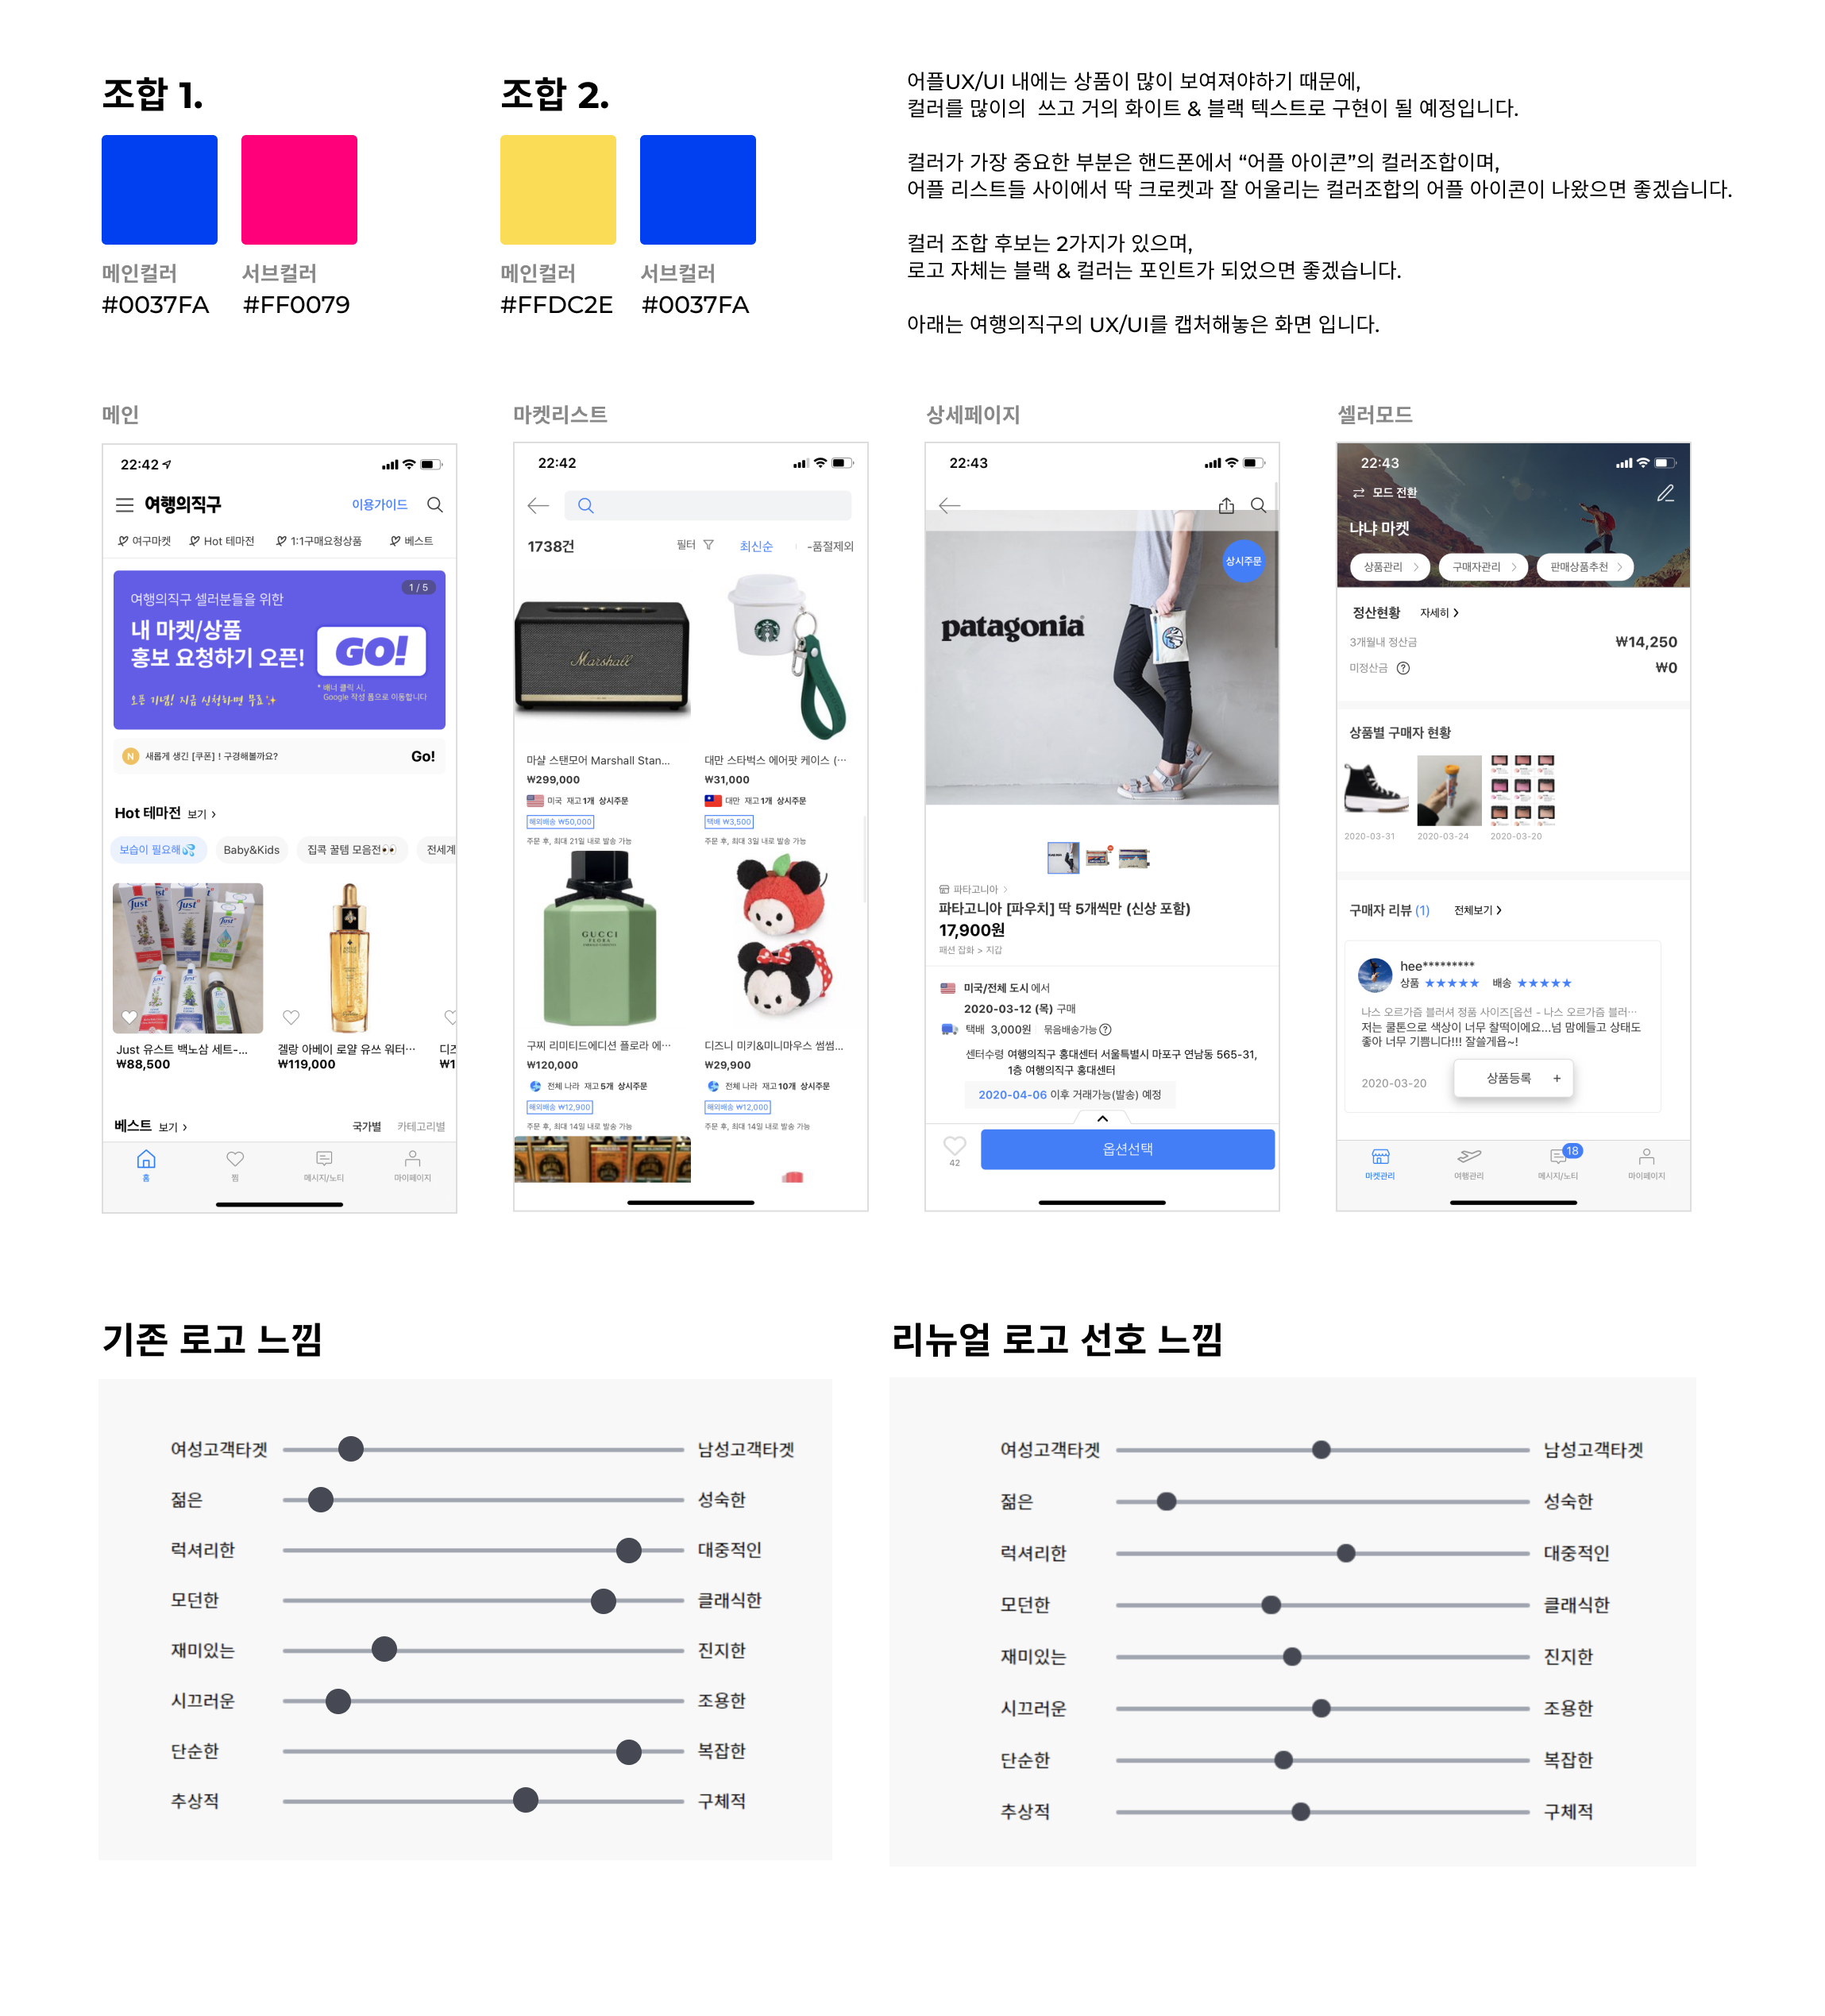 조합 1.
메인컬러
#0037FA
서브컬러
#FF0079
조합 2.
메인컬러
#FFDC2E
서브컬러
#0037FA
어플UX/UI 내에는 상품이 많이 보여져야하기 때문에,
컬러를 많이의  쓰고 거의 화이트 & 블랙 텍스트로 구현이 될 예정입니다.
컬러가 가장 중요한 부분은 핸드폰에서 “어플 아이콘”의 컬러조합이며,
어플 리스트들 사이에서 딱 크로켓과 잘 어울리는 컬러조합의 어플 아이콘이 나왔으면 좋겠습니다.
컬러 조합 후보는 2가지가 있으며,
로고 자체는 블랙 & 컬러는 포인트가 되었으면 좋겠습니다.
아래는 여행의직구의 UX/UI를 캡처해놓은 화면 입니다.
메인
22:42
여행의직구
이용가이드
여구마켓
Hot 테마전
1:1구매요청상품
베스트
1 / 5
여행의직구 셀러분들을 위한
내 마켓/상품
홍보 요청하기 오픈!
GO!
* 배너 클릭 시,
Google 작성 폼으로 이동합니다
오픈 기념! 지금 신청하면 무료✨
N 새롭게 생긴 [쿠폰] ! 구경해볼까요?
Go!
Hot 테마전 보기 >
보습이 필요해💦
Baby&Kids
집콕 꿀템 모음전👀
전세계
Just
Just 유스트 백노삼 세트-...
₩88,500
겔랑 아베이 로얄 유쓰 워터...
₩119,000
디즈
₩1
베스트 보기 >
국가별
카테고리별
홈
찜
메시지/노티
마이페이지
마켓리스트
22:42
1738건
필터
최신순
-품절제외
Marshall
마샬 스탠모어 Marshall Stan...
₩299,000
미국 재고1개 상시주문
해외배송 ₩50,000
주문 후, 최대 21일 내로 발송 가능
대만 스타벅스 에어팟 케이스 (...
₩31,000
대만 재고1개 상시주문
택배 ₩3,500
주문 후, 최대 3일 내로 발송 가능
GUCCI
FLORA
구찌 리미티드에디션 플로라 에...
₩120,000
전체 나라 재고5개 상시주문
해외배송 ₩12,900
주문 후, 최대 14일 내로 발송 가능
디즈니 미키&미니마우스 썸썸...
₩29,900
전체 나라 재고10개 상시주문
해외배송 ₩12,000
주문 후, 최대 14일 내로 발송 가능
상세페이지
22:43
상시주문
patagonia
파타고니아 >
파타고니아 [파우치] 딱 5개씩만 (신상 포함)
17,900원
패션 잡화 > 지갑
미국/전체 도시 에서
2020-03-12 (목) 구매
택배 3,000원 묶음배송가능 ?
센터수령 여행의직구 홍대센터 서울특별시 마포구 연남동 565-31,
1층 여행의직구 홍대센터
2020-04-06 이후 거래가능(발송) 예정
42
옵션선택
셀러모드
22:43
모드 전환
냐냐 마켓
상품관리 >
구매자관리 >
판매상품추천 >
정산현황 자세히 >
3개월내 정산금
₩14,250
미정산금 ?
₩0
상품별 구매자 현황
2020-03-31
2020-03-24
2020-03-20
구매자 리뷰 (1) 전체보기 >
hee*********
상품 ★★★★★ 배송 ★★★★★
나스 오르가즘 블러셔 정품 사이즈[옵션 - 나스 오르가즘 블러...
저는 쿨톤으로 색상이 너무 찰떡이에요...넘 맘에들고 상태도
좋아 너무 기쁩니다!!! 잘쓸게욥~!
2020-03-20
상품등록 +
마켓관리
여행관리
18
메시지/노티
마이페이지
기존 로고 느낌
여성고객타겟 남성고객타겟
젊은 성숙한
럭셔리한 대중적인
모던한 클래식한
재미있는 진지한
시끄러운 조용한
단순한 복잡한
추상적 구체적
리뉴얼 로고 선호 느낌
여성고객타겟 남성고객타겟
젊은 성숙한
럭셔리한 대중적인
모던한 클래식한
재미있는 진지한
시끄러운 조용한
단순한 복잡한
추상적 구체적